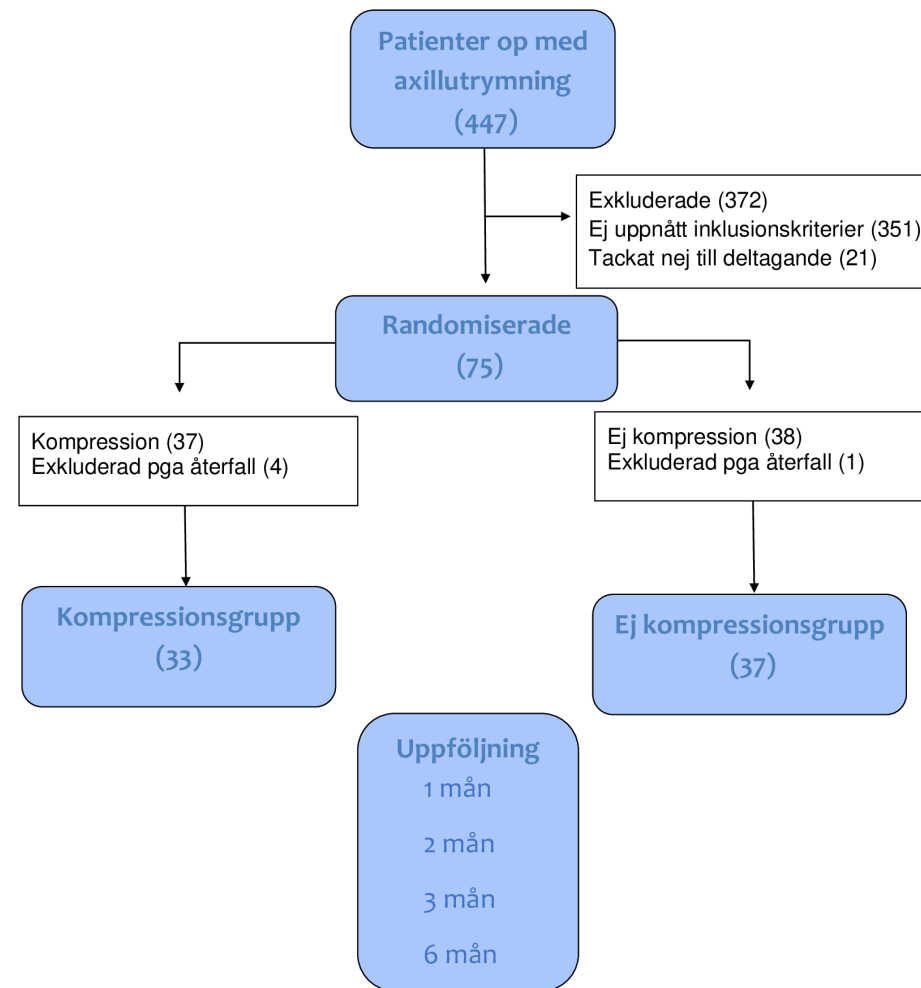 Patienter op med
axillutrymning
(447)
Exkluderade (372)
Ej uppnått inklusionskriterier (351)
Tackat nej till deltagande (21)
Randomiserade
(75)
Kompression (37)
Exkluderad pga återfall (4)
Ej kompression (38)
Exkluderad pga återfall (1)
Kompressionsgrupp
(33)
Ej kompressionsgrupp
(37)
Uppföljning
1 mån
2 mån
3 mån
6 mån